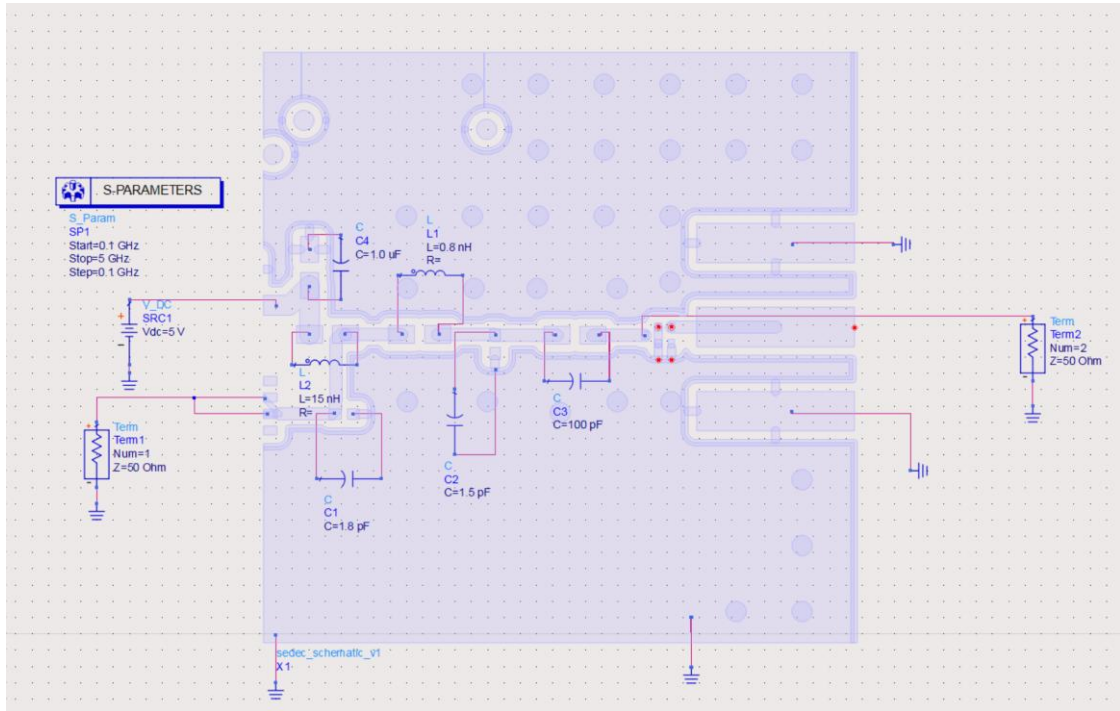 S-PARAMETERS
S_Param
SP1
Start=0.1 GHz
Stop=5 GHz
Step=0.1 GHz
C
C4
C=1.0 uF
L
L1
L=0.8 nH
R=
+
V_DC
SRC1
Vdc=5 V
-
L
L2
L=15 nH
R=
+
Term
Term1
Num=1
Z=50 Ohm
-
C
C1
C=1.8 pF
C
C2
C=1.5 pF
C
C3
C=100 pF
+
Term
Term2
Num=2
Z=50 Ohm
-
sedec_schematic_v1
X1